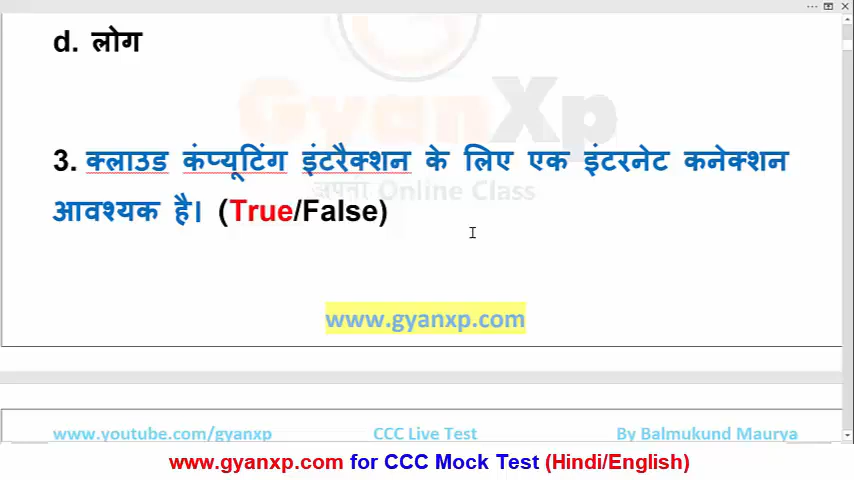 d. लोग
GyanXp
3. क्लाउड कंप्यूटिंग इंटरैक्शन के लिए एक इंटरनेट कनेक्शन
अपना Online Class
आवश्यक है। (True/False)
www.gyanxp.com
www.youtube.com/gyanxp CCC Live Test By Balmukund Maurya
www.gyanxp.com for CCC Mock Test (Hindi/English)